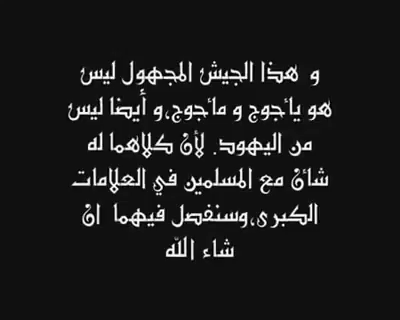 و هذا الجيش المجهول ليس
هو يأجوج و مأجوج،و أيضا ليس
من اليهود. لأن كلاهما له
شأن مع المسلمين في العلامات
الكبرى،وسنفصل فيهما ان
شاء الله